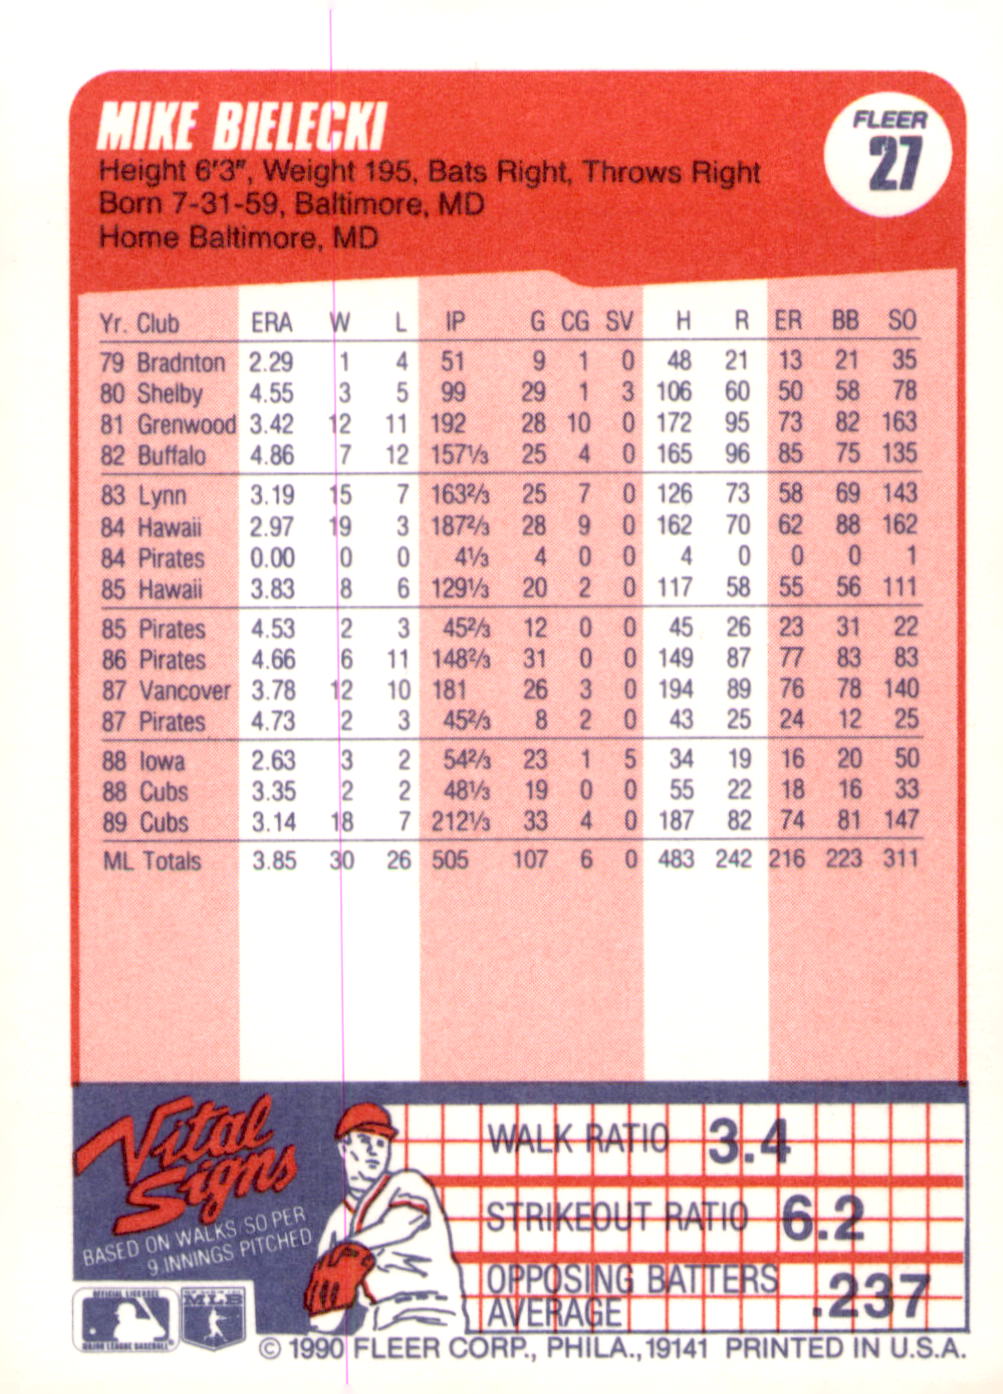 MIKE BIELECKI
FLEER
27
Height 6'3", Weight 195, Bats Right, Throws Right
Born 7-31-59, Baltimore, MD
Home Baltimore, MD
Yr. Club ERA W L IP G CG SV H R ER BB SO
79 Bradnton 2.29 1 4 51 9 1 0 48 21 13 21 35
80 Shelby 4.55 3 5 99 29 1 3 106 60 50 58 78
81 Grenwood 3.42 12 11 192 28 10 0 172 95 73 82 163
82 Buffalo 4.86 7 12 157⅓ 25 4 0 165 96 85 75 135
83 Lynn 3.19 15 7 163⅔ 25 7 0 126 73 58 69 143
84 Hawaii 2.97 19 3 187⅔ 28 9 0 162 70 62 88 162
84 Pirates 0.00 0 0 4⅓ 4 0 0 4 0 0 0 1
85 Hawaii 3.83 8 6 129⅓ 20 2 0 117 58 55 56 111
85 Pirates 4.53 2 3 45⅔ 12 0 0 45 26 23 31 22
86 Pirates 4.66 6 11 148⅔ 31 0 0 149 87 77 83 83
87 Vancover 3.78 12 10 181 26 3 0 194 89 76 78 140
87 Pirates 4.73 2 3 45⅔ 8 2 0 43 25 24 12 25
88 Iowa 2.63 3 2 54⅔ 23 1 5 34 19 16 20 50
88 Cubs 3.35 2 2 48⅓ 19 0 0 55 22 18 16 33
89 Cubs 3.14 18 7 212⅓ 33 4 0 187 82 74 81 147
ML Totals 3.85 30 26 505 107 6 0 483 242 216 223 311
Vital
Signs
BASED ON WALKS/SO PER
9 INNINGS PITCHED
WALK RATIO 3.4
STRIKEOUT RATIO 6.2
OPPOSING BATTERS
AVERAGE .237
OFFICIAL LICENSEE
MAJOR LEAGUE BASEBALL
© 1990 FLEER CORP., PHILA., 19141 PRINTED IN U.S.A.